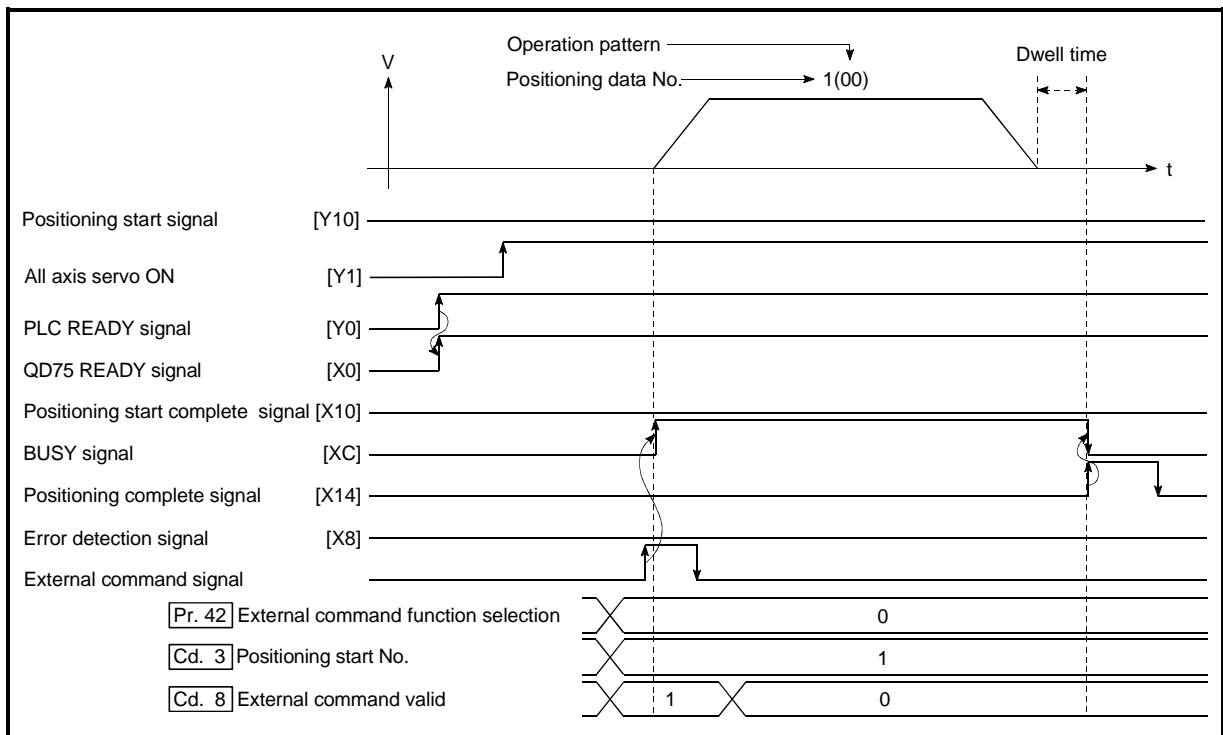 Operation pattern
Dwell time
V
Positioning data No. 1(00)
t
Positioning start signal [Y10]
All axis servo ON [Y1]
PLC READY signal [Y0]
QD75 READY signal [X0]
Positioning start complete signal [X10]
BUSY signal [XC]
Positioning complete signal [X14]
Error detection signal [X8]
External command signal
Pr. 42 External command function selection 0
Cd. 3 Positioning start No. 1
Cd. 8 External command valid 1 0